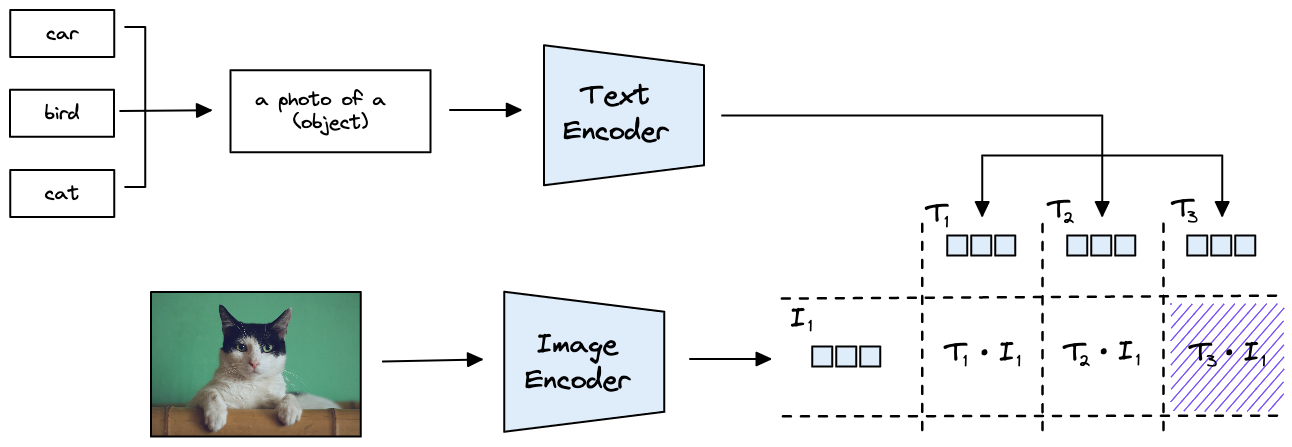 car
bird
cat
a photo of a
(object)
Text
Encoder
T1
T2
T3
Image
Encoder
I1
T1 · I1
T2 · I1
T3 · I1